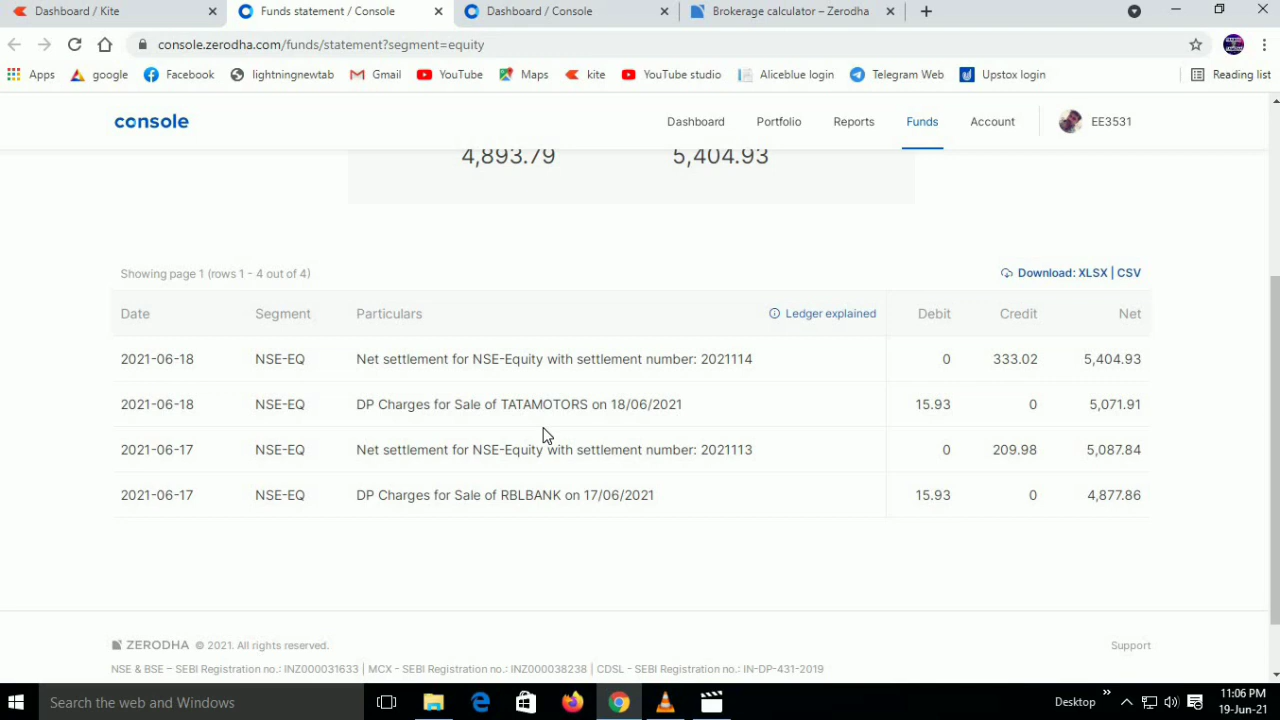 Dashboard / Kite
Funds statement / Console
Dashboard / Console
Brokerage calculator – Zerodha
console.zerodha.com/funds/statement?segment=equity
Apps google Facebook lightningnewtab Gmail YouTube Maps kite YouTube studio Aliceblue login Telegram Web Upstox login Reading list
console Dashboard Portfolio Reports Funds Account EE3531
4,893.79 5,404.93
Showing page 1 (rows 1 - 4 out of 4) Download: XLSX | CSV
Date Segment Particulars Ledger explained Debit Credit Net
2021-06-18 NSE-EQ Net settlement for NSE-Equity with settlement number: 2021114 0 333.02 5,404.93
2021-06-18 NSE-EQ DP Charges for Sale of TATAMOTORS on 18/06/2021 15.93 0 5,071.91
2021-06-17 NSE-EQ Net settlement for NSE-Equity with settlement number: 2021113 0 209.98 5,087.84
2021-06-17 NSE-EQ DP Charges for Sale of RBLBANK on 17/06/2021 15.93 0 4,877.86
ZERODHA © 2021. All rights reserved. Support
NSE & BSE – SEBI Registration no.: INZ000031633 | MCX - SEBI Registration no.: INZ000038238 | CDSL - SEBI Registration no.: IN-DP-431-2019
Search the web and Windows Desktop 11:06 PM
19-Jun-21